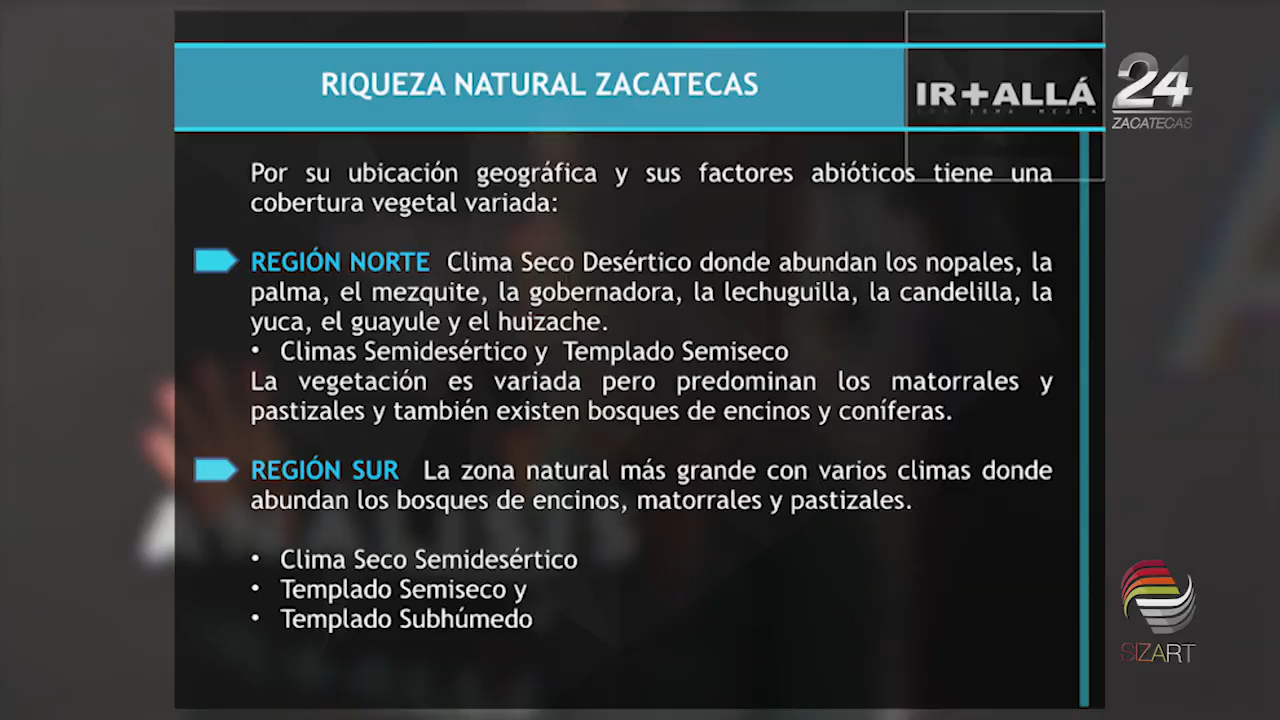 RIQUEZA NATURAL ZACATECAS
IR+ALLÁ
24
ZACATECAS
Por su ubicación geográfica y sus factores abióticos tiene una
cobertura vegetal variada:
REGIÓN NORTE Clima Seco Desértico donde abundan los nopales, la
palma, el mezquite, la gobernadora, la lechuguilla, la candelilla, la
yuca, el guayule y el huizache.
• Climas Semidesértico y Templado Semiseco
La vegetación es variada pero predominan los matorrales y
pastizales y también existen bosques de encinos y coníferas.
REGIÓN SUR La zona natural más grande con varios climas donde
abundan los bosques de encinos, matorrales y pastizales.
• Clima Seco Semidesértico
• Templado Semiseco y
• Templado Subhúmedo
SIZART